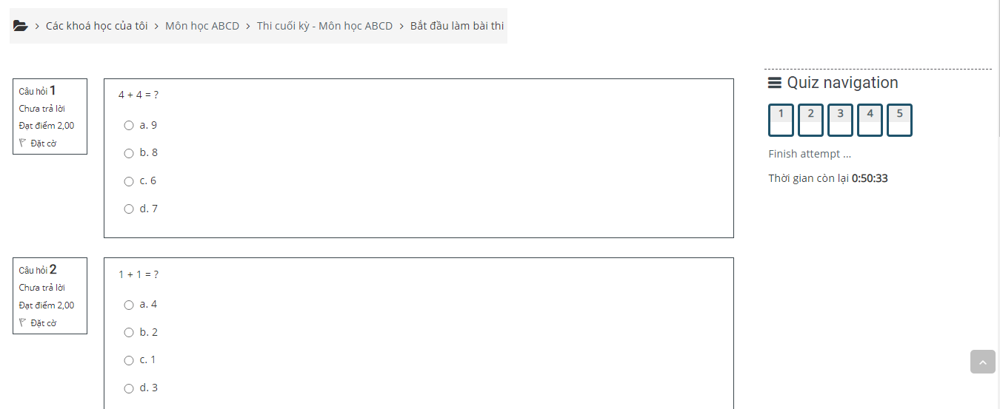 Các khoá học của tôi > Môn học ABCD > Thi cuối kỳ - Môn học ABCD > Bắt đầu làm bài thi
Câu hỏi 1
Chưa trả lời
Đạt điểm 2,00
Đặt cờ
4 + 4 = ?
a. 9
b. 8
c. 6
d. 7
Câu hỏi 2
Chưa trả lời
Đạt điểm 2,00
Đặt cờ
1 + 1 = ?
a. 4
b. 2
c. 1
d. 3
Quiz navigation
1 2 3 4 5
Finish attempt ...
Thời gian còn lại 0:50:33